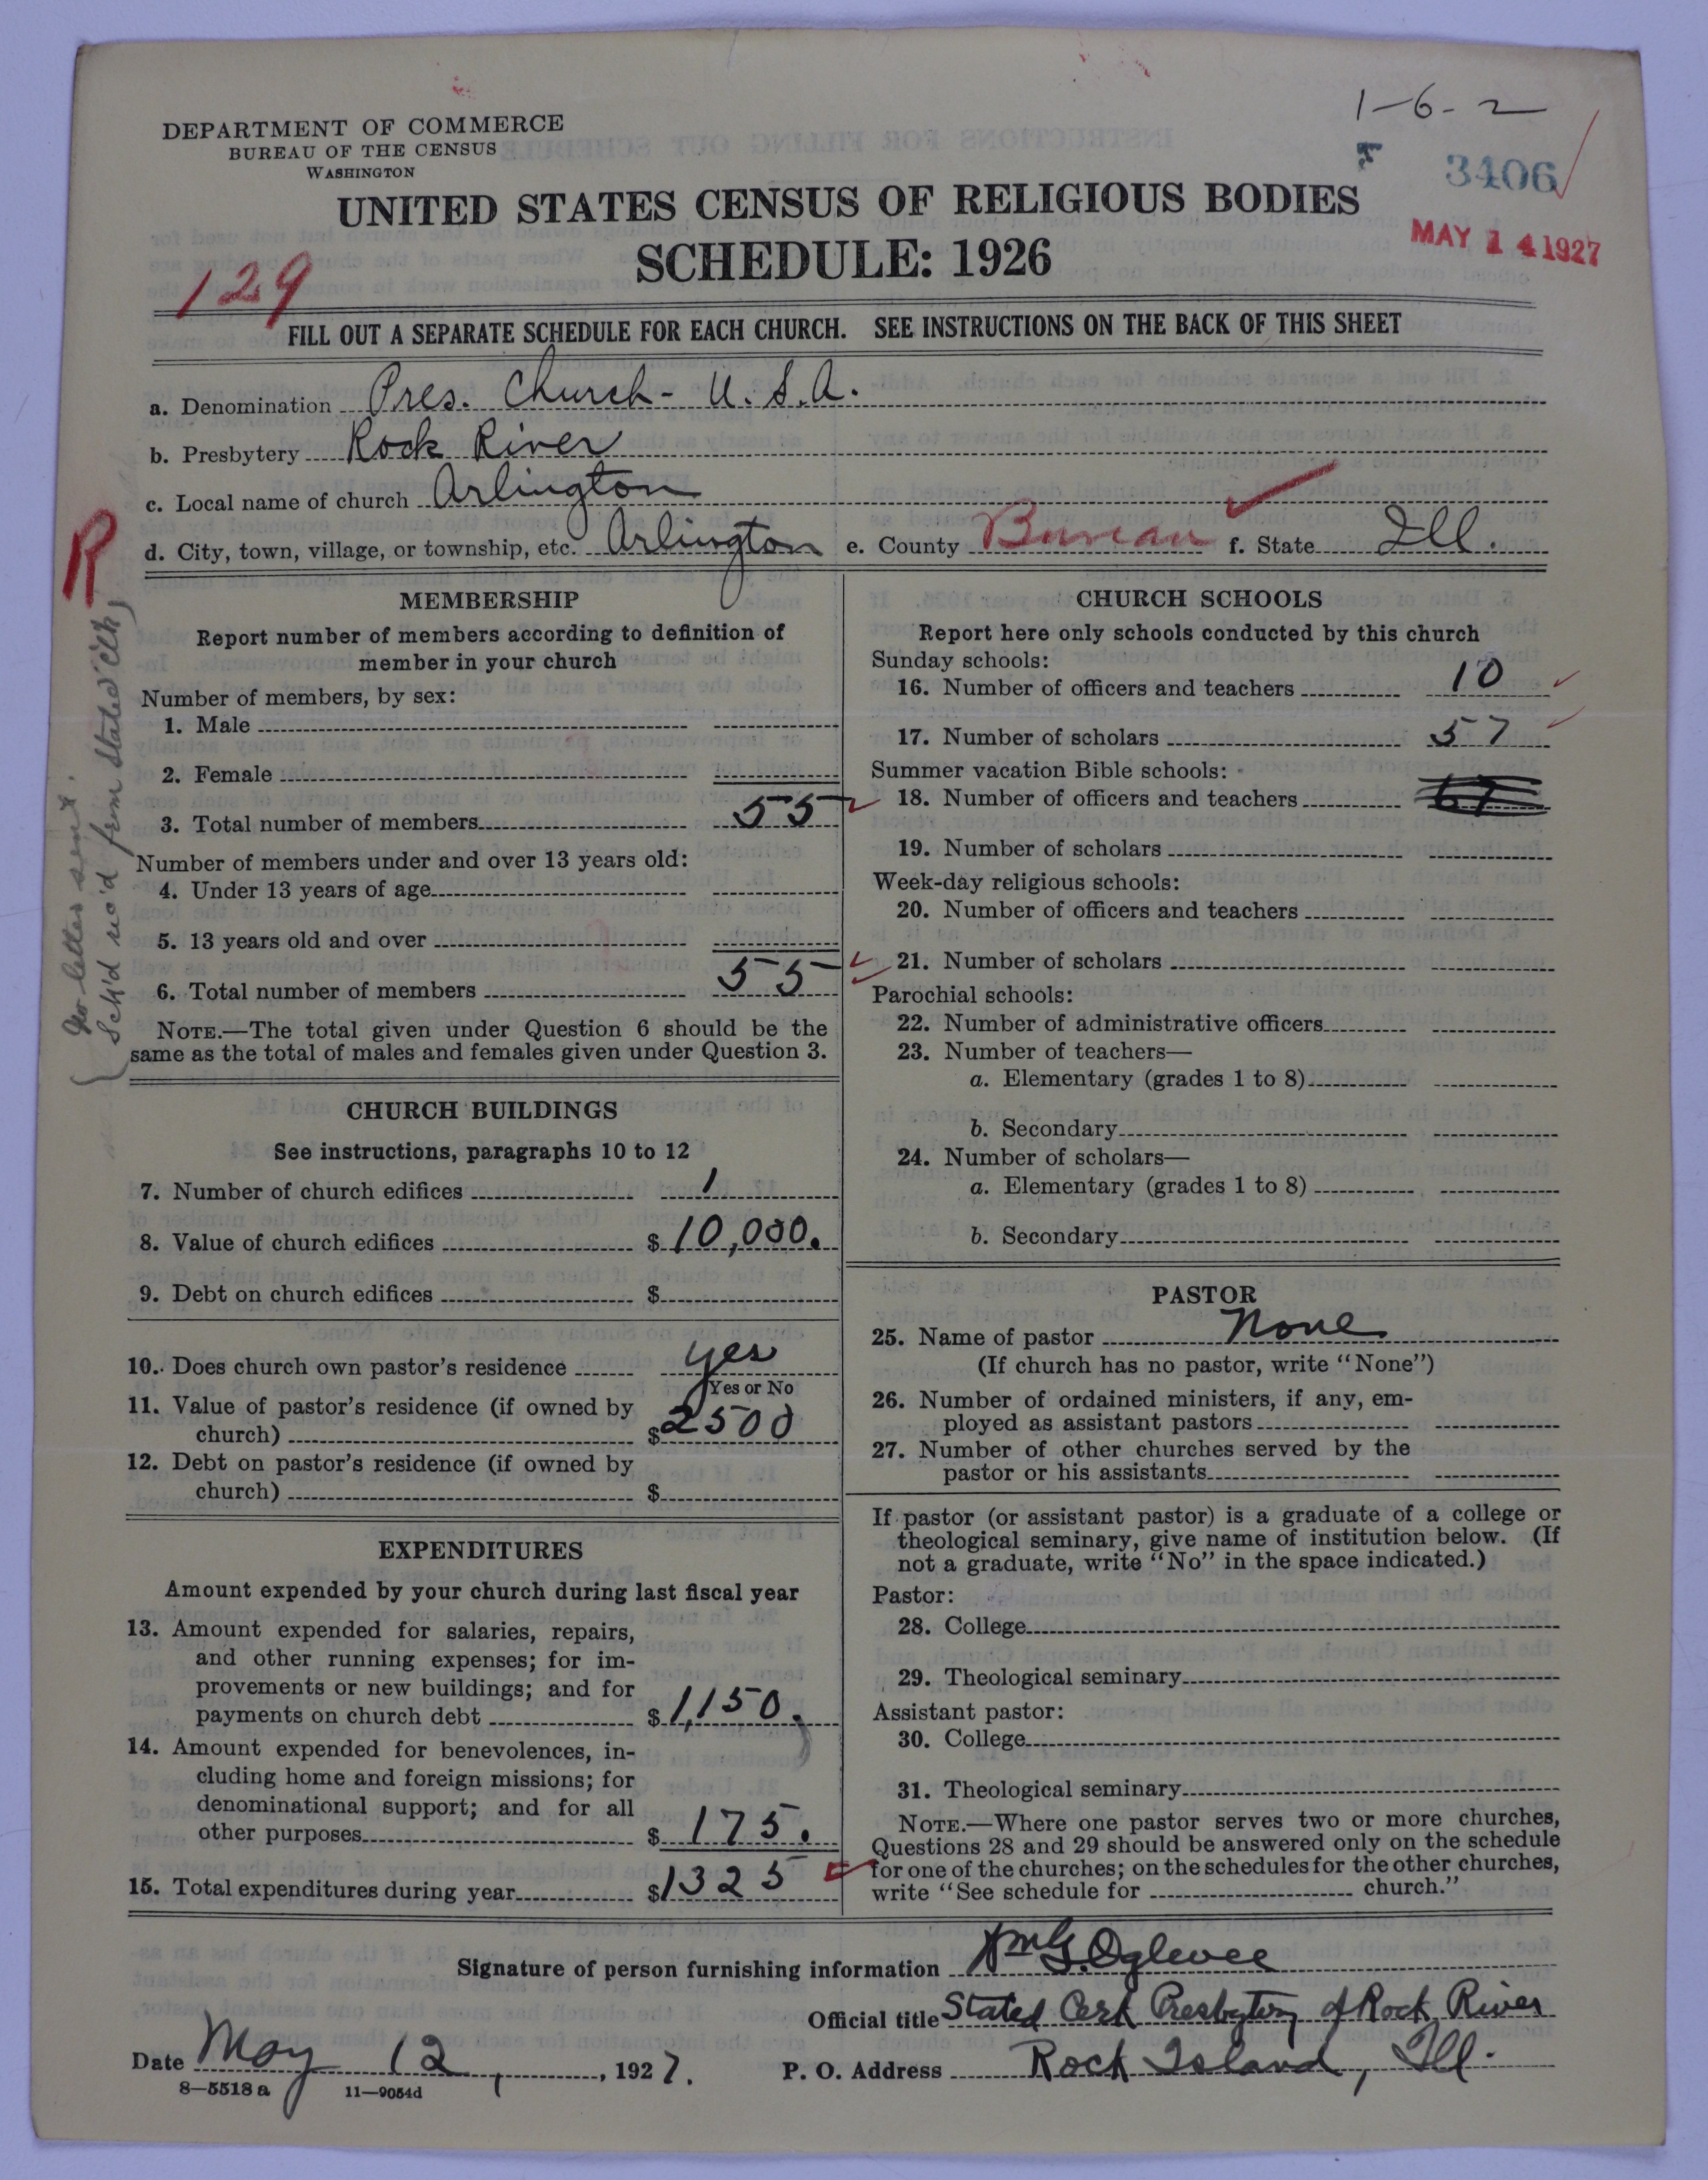 1-6-2
DEPARTMENT OF COMMERCE
BUREAU OF THE CENSUS
WASHINGTON
3406
UNITED STATES CENSUS OF RELIGIOUS BODIES
MAY 14 1927
SCHEDULE: 1926
129
FILL OUT A SEPARATE SCHEDULE FOR EACH CHURCH. SEE INSTRUCTIONS ON THE BACK OF THIS SHEET
a. Denomination Pres. Church - U.S.A.
b. Presbytery Rock River
c. Local name of church Arlington
d. City, town, village, or township, etc. Arlington e. County Bureau f. State Ill.
R
No letter sent.
Sch'd rec'd from Stated Clk
MEMBERSHIP
Report number of members according to definition of
member in your church
Number of members, by sex:
1. Male
2. Female
3. Total number of members 55
Number of members under and over 13 years old:
4. Under 13 years of age
5. 13 years old and over
6. Total number of members 55
NOTE.—The total given under Question 6 should be the
same as the total of males and females given under Question 3.
CHURCH BUILDINGS
See instructions, paragraphs 10 to 12
7. Number of church edifices 1
8. Value of church edifices $ 10,000.
9. Debt on church edifices $
10. Does church own pastor's residence yes
Yes or No
11. Value of pastor's residence (if owned by
church) $ 2500
12. Debt on pastor's residence (if owned by
church) $
EXPENDITURES
Amount expended by your church during last fiscal year
13. Amount expended for salaries, repairs,
and other running expenses; for im-
provements or new buildings; and for
payments on church debt $ 1,150.
14. Amount expended for benevolences, in-
cluding home and foreign missions; for
denominational support; and for all
other purposes $ 175.
15. Total expenditures during year $ 1325
CHURCH SCHOOLS
Report here only schools conducted by this church
Sunday schools:
16. Number of officers and teachers 10
17. Number of scholars 57
Summer vacation Bible schools:
18. Number of officers and teachers
19. Number of scholars
Week-day religious schools:
20. Number of officers and teachers
21. Number of scholars
Parochial schools:
22. Number of administrative officers
23. Number of teachers—
a. Elementary (grades 1 to 8)
b. Secondary
24. Number of scholars—
a. Elementary (grades 1 to 8)
b. Secondary
PASTOR
25. Name of pastor None
(If church has no pastor, write "None")
26. Number of ordained ministers, if any, em-
ployed as assistant pastors
27. Number of other churches served by the
pastor or his assistants
If pastor (or assistant pastor) is a graduate of a college or
theological seminary, give name of institution below. (If
not a graduate, write "No" in the space indicated.)
Pastor:
28. College
29. Theological seminary
Assistant pastor:
30. College
31. Theological seminary
NOTE.—Where one pastor serves two or more churches,
Questions 28 and 29 should be answered only on the schedule
for one of the churches; on the schedules for the other churches,
write "See schedule for church."
Signature of person furnishing information Wm G. Oglevee
Official title Stated Cerk Presbytery of Rock River
Date May 12, 1927. P. O. Address Rock Island, Ill.
8—5518 a 11—9054d